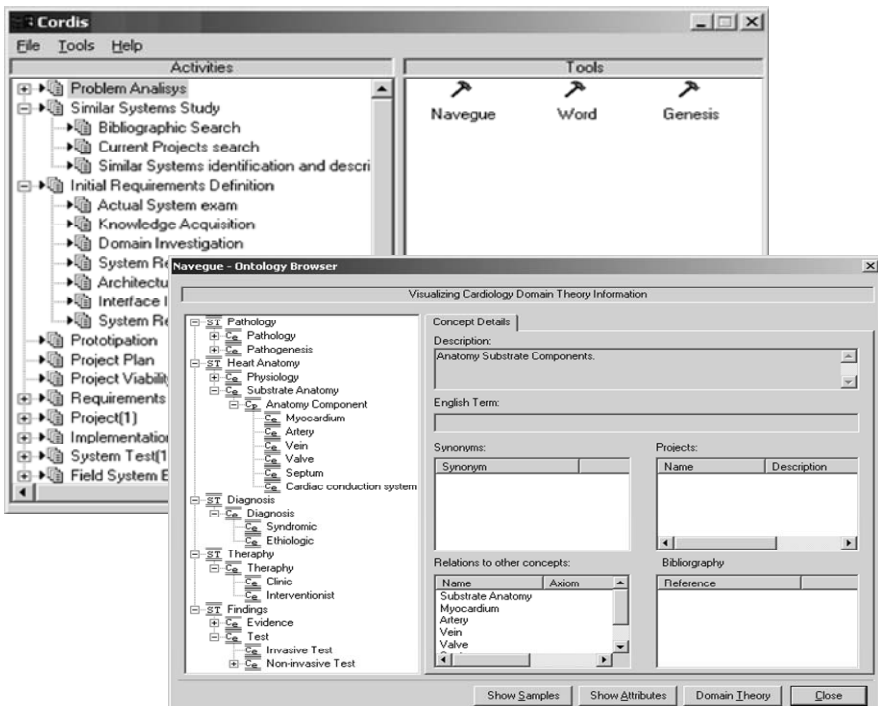 Cordis
File Tools Help
Activities
Problem Analisys
Similar Systems Study
Bibliographic Search
Current Projects search
Similar Systems identification and descri
Initial Requirements Definition
Actual System exam
Knowledge Acquisition
Domain Investigation
System Re
Architectu
Interface I
System Re
Prototipation
Project Plan
Project Viabilit
Requirements
Project(1)
Implementation
System Test(1
Field System E
Tools
Navegue Word Genesis
Navegue - Ontology Browser
Visualizing Cardiology Domain Theory Information
ST Pathology
Ce Pathology
Ce Pathogenesis
ST Heart Anatomy
Ce Physiology
Ce Substrate Anatomy
Cp Anatomy Component
Ce Myocardium
Ce Artery
Ce Vein
Ce Valve
Ce Septum
Ce Cardiac conduction system
ST Diagnosis
Ce Diagnosis
Ce Syndromic
Ce Ethiologic
ST Theraphy
Ce Theraphy
Ce Clinic
Ce Interventionist
ST Findings
Ce Evidence
Ce Test
Ce Invasive Test
Ce Non-invasive Test
Concept Details
Description:
Anatomy Substrate Components.
English Term:
Synonyms:
Synonym
Projects:
Name Description
Relations to other concepts:
Name Axiom
Substrate Anatomy
Myocardium
Artery
Vein
Valve
Bibliorgraphy
Reference
Show Samples Show Attributes Domain Theory Close